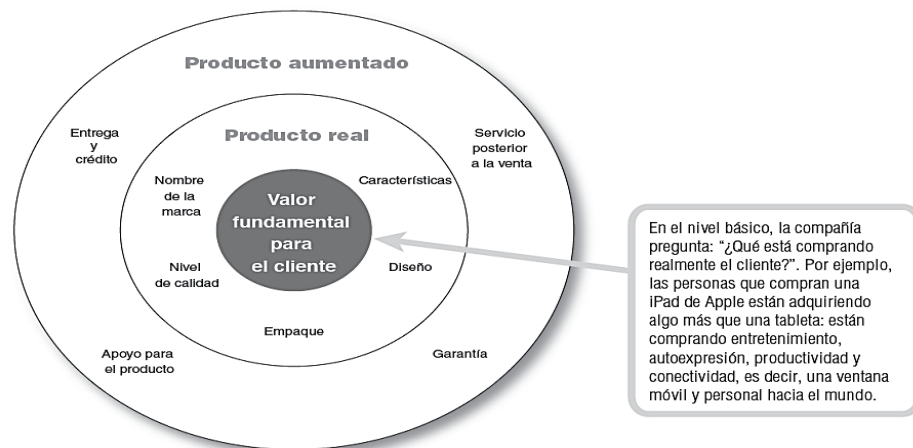 Producto aumentado
Entrega
y
crédito
Servicio
posterior
a la venta
Producto real
Nombre
de la
marca
Características
Valor
fundamental
para
el cliente
Nivel
de calidad
Diseño
Empaque
Apoyo para
el producto
Garantía
En el nivel básico, la compañía
pregunta: “¿Qué está comprando
realmente el cliente?”. Por ejemplo,
las personas que compran una
iPad de Apple están adquiriendo
algo más que una tableta: están
comprando entretenimiento,
autoexpresión, productividad y
conectividad, es decir, una ventana
móvil y personal hacia el mundo.